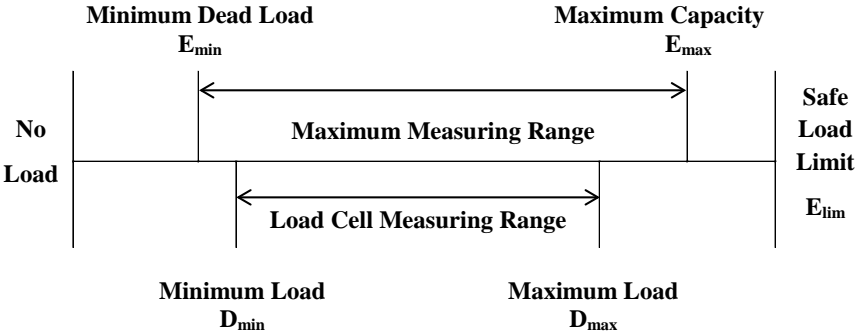 Minimum Dead Load
E_min
Maximum Capacity
E_max
No
Load
Maximum Measuring Range
Safe
Load
Limit
E_lim
Load Cell Measuring Range
Minimum Load
D_min
Maximum Load
D_max